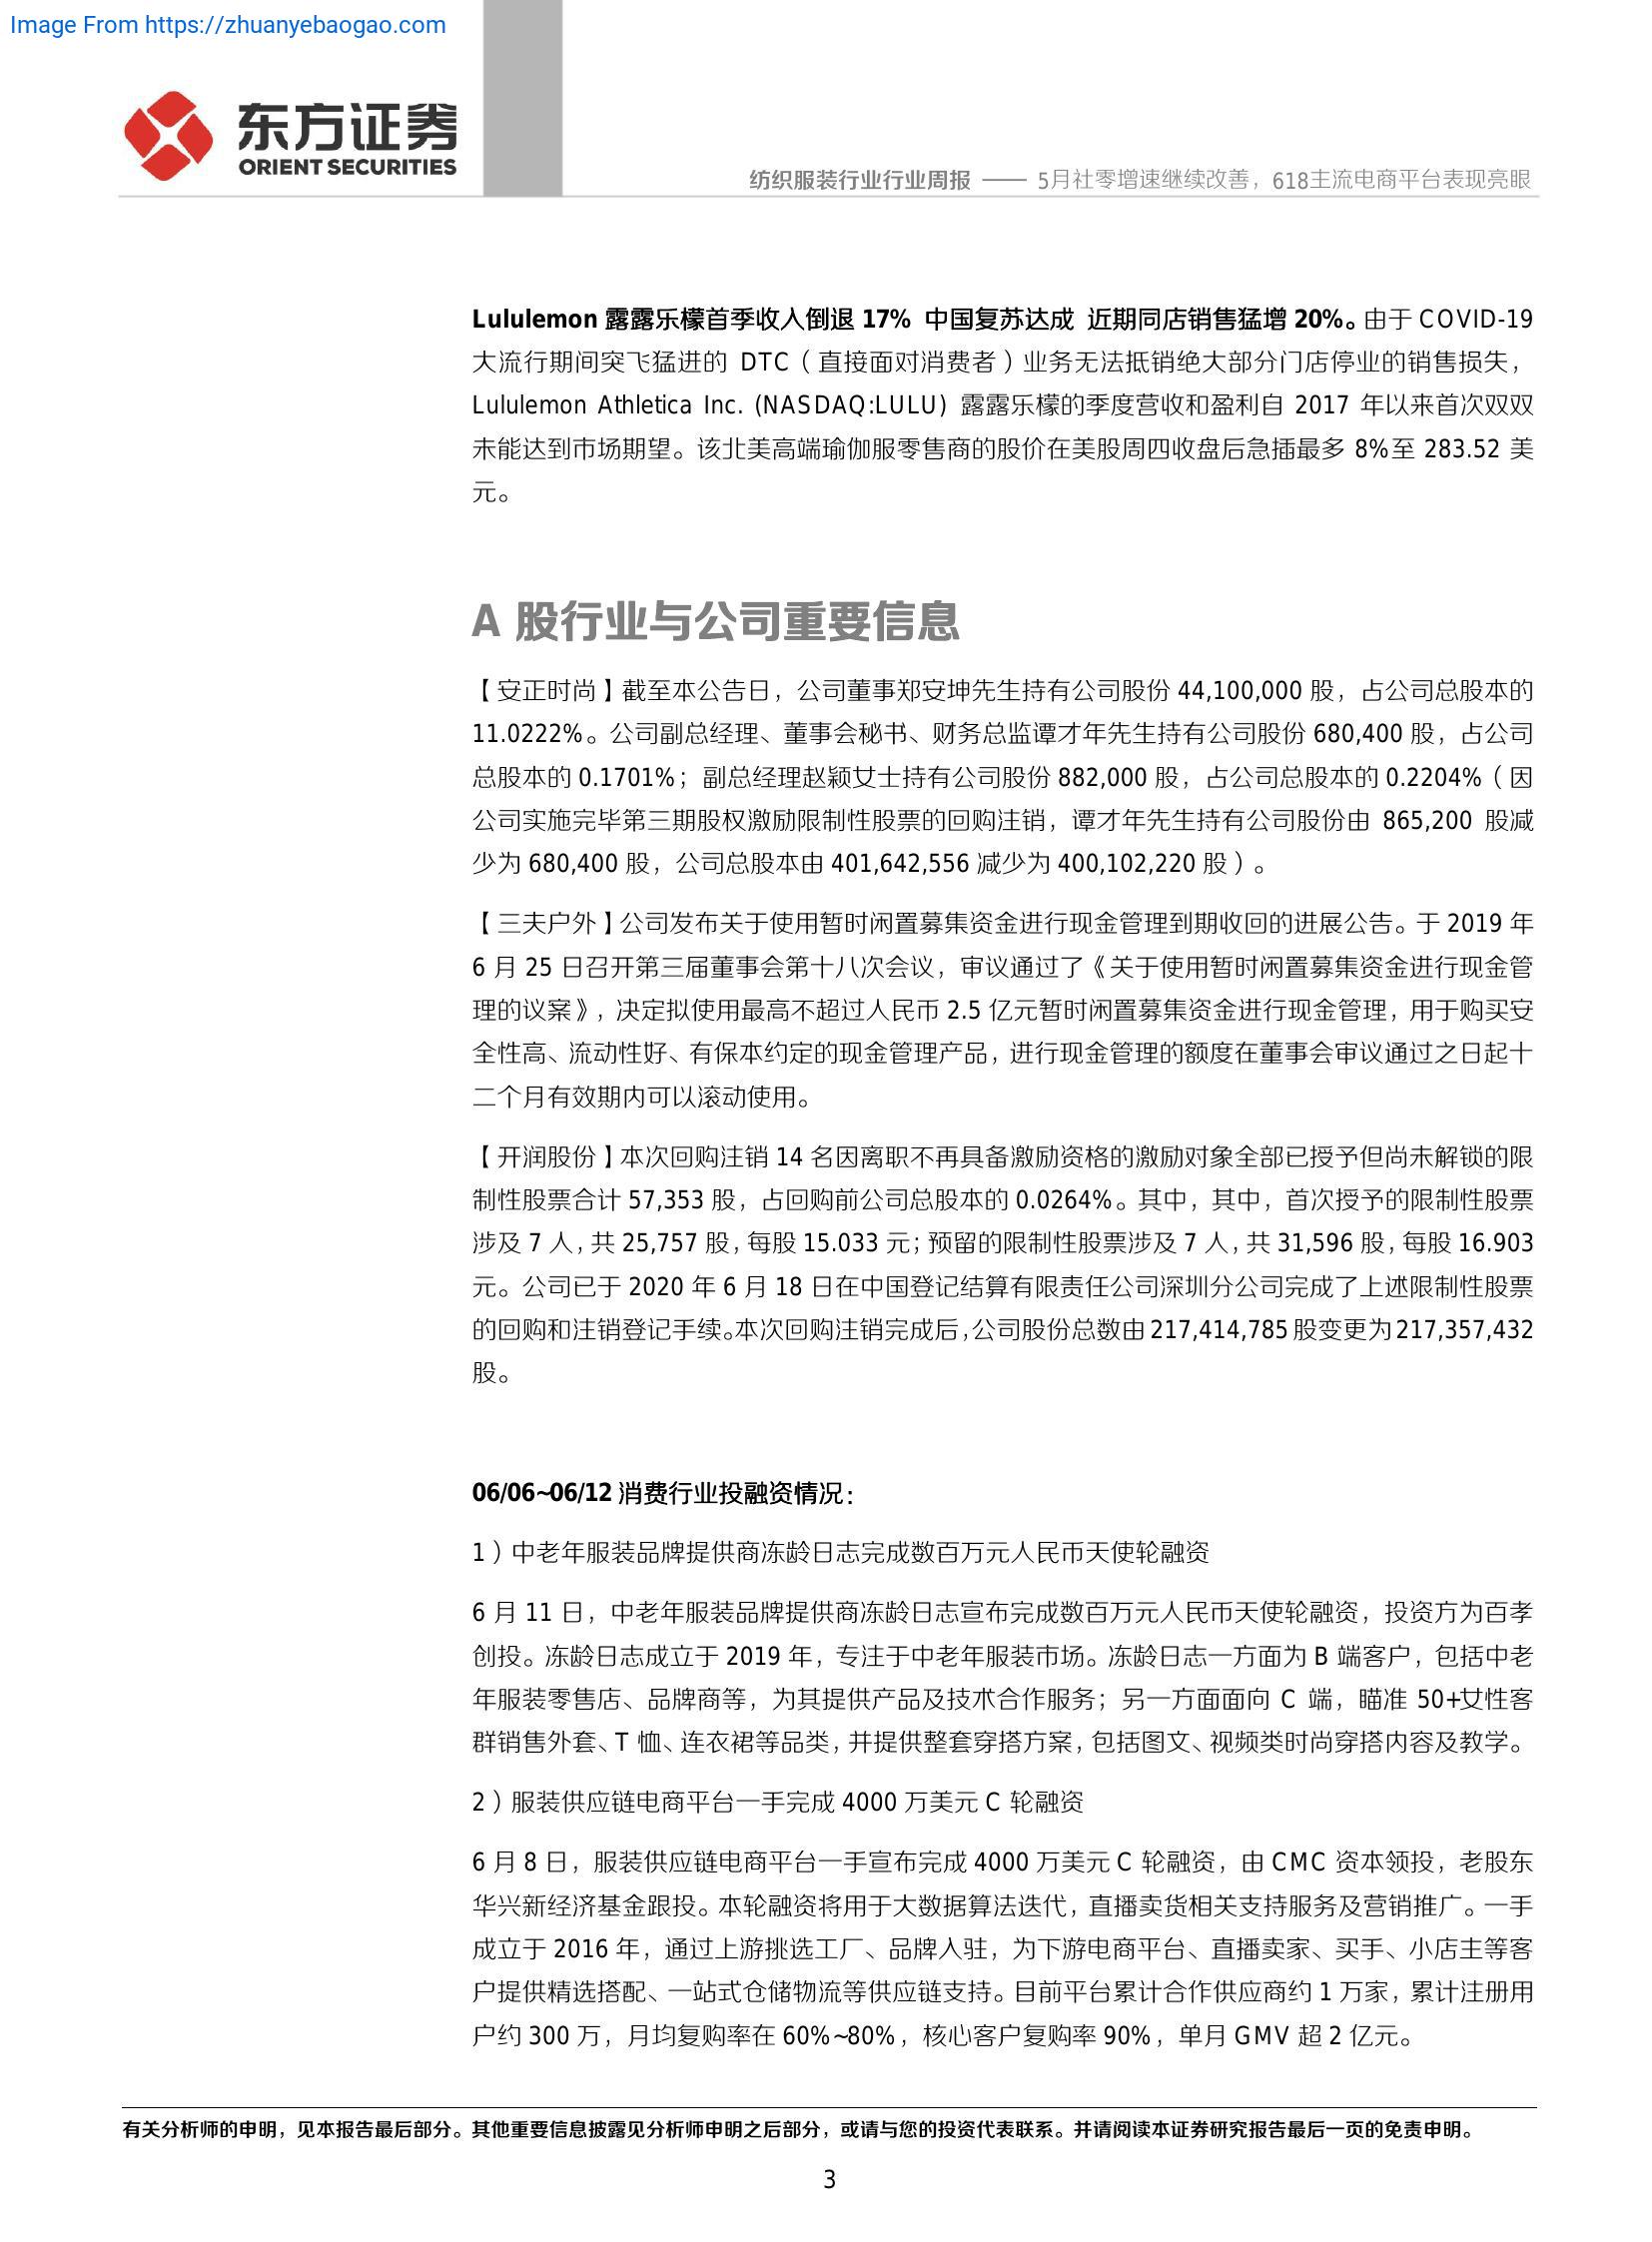 Image From https://zhuanyebaogao.com
东方证券
ORIENT SECURITIES
纺织服装行业行业周报 —— 5月社零增速继续改善，618主流电商平台表现亮眼
Lululemon 露露乐檬首季收入倒退 17% 中国复苏达成 近期同店销售猛增 20%。由于 COVID-19
大流行期间突飞猛进的 DTC（直接面对消费者）业务无法抵销绝大部分门店停业的销售损失，
Lululemon Athletica Inc. (NASDAQ:LULU) 露露乐檬的季度营收和盈利自 2017 年以来首次双双
未能达到市场期望。该北美高端瑜伽服零售商的股价在美股周四收盘后急插最多 8%至 283.52 美
元。
A 股行业与公司重要信息
【安正时尚】截至本公告日，公司董事郑安坤先生持有公司股份 44,100,000 股，占公司总股本的
11.0222%。公司副总经理、董事会秘书、财务总监谭才年先生持有公司股份 680,400 股，占公司
总股本的 0.1701%；副总经理赵颖女士持有公司股份 882,000 股，占公司总股本的 0.2204%（因
公司实施完毕第三期股权激励限制性股票的回购注销，谭才年先生持有公司股份由 865,200 股减
少为 680,400 股，公司总股本由 401,642,556 减少为 400,102,220 股）。
【三夫户外】公司发布关于使用暂时闲置募集资金进行现金管理到期收回的进展公告。于 2019 年
6 月 25 日召开第三届董事会第十八次会议，审议通过了《关于使用暂时闲置募集资金进行现金管
理的议案》，决定拟使用最高不超过人民币 2.5 亿元暂时闲置募集资金进行现金管理，用于购买安
全性高、流动性好、有保本约定的现金管理产品，进行现金管理的额度在董事会审议通过之日起十
二个月有效期内可以滚动使用。
【开润股份】本次回购注销 14 名因离职不再具备激励资格的激励对象全部已授予但尚未解锁的限
制性股票合计 57,353 股，占回购前公司总股本的 0.0264%。其中，其中，首次授予的限制性股票
涉及 7 人，共 25,757 股，每股 15.033 元；预留的限制性股票涉及 7 人，共 31,596 股，每股 16.903
元。公司已于 2020 年 6 月 18 日在中国登记结算有限责任公司深圳分公司完成了上述限制性股票
的回购和注销登记手续。本次回购注销完成后，公司股份总数由 217,414,785 股变更为 217,357,432
股。
06/06~06/12 消费行业投融资情况：
1）中老年服装品牌提供商冻龄日志完成数百万元人民币天使轮融资
6 月 11 日，中老年服装品牌提供商冻龄日志宣布完成数百万元人民币天使轮融资，投资方为百孝
创投。冻龄日志成立于 2019 年，专注于中老年服装市场。冻龄日志一方面为 B 端客户，包括中老
年服装零售店、品牌商等，为其提供产品及技术合作服务；另一方面面向 C 端，瞄准 50+女性客
群销售外套、T 恤、连衣裙等品类，并提供整套穿搭方案，包括图文、视频类时尚穿搭内容及教学。
2）服装供应链电商平台一手完成 4000 万美元 C 轮融资
6 月 8 日，服装供应链电商平台一手宣布完成 4000 万美元 C 轮融资，由 CMC 资本领投，老股东
华兴新经济基金跟投。本轮融资将用于大数据算法迭代，直播卖货相关支持服务及营销推广。一手
成立于 2016 年，通过上游挑选工厂、品牌入驻，为下游电商平台、直播卖家、买手、小店主等客
户提供精选搭配、一站式仓储物流等供应链支持。目前平台累计合作供应商约 1 万家，累计注册用
户约 300 万，月均复购率在 60%~80%，核心客户复购率 90%，单月 GMV 超 2 亿元。
有关分析师的申明，见本报告最后部分。其他重要信息披露见分析师申明之后部分，或请与您的投资代表联系。并请阅读本证券研究报告最后一页的免责申明。
3